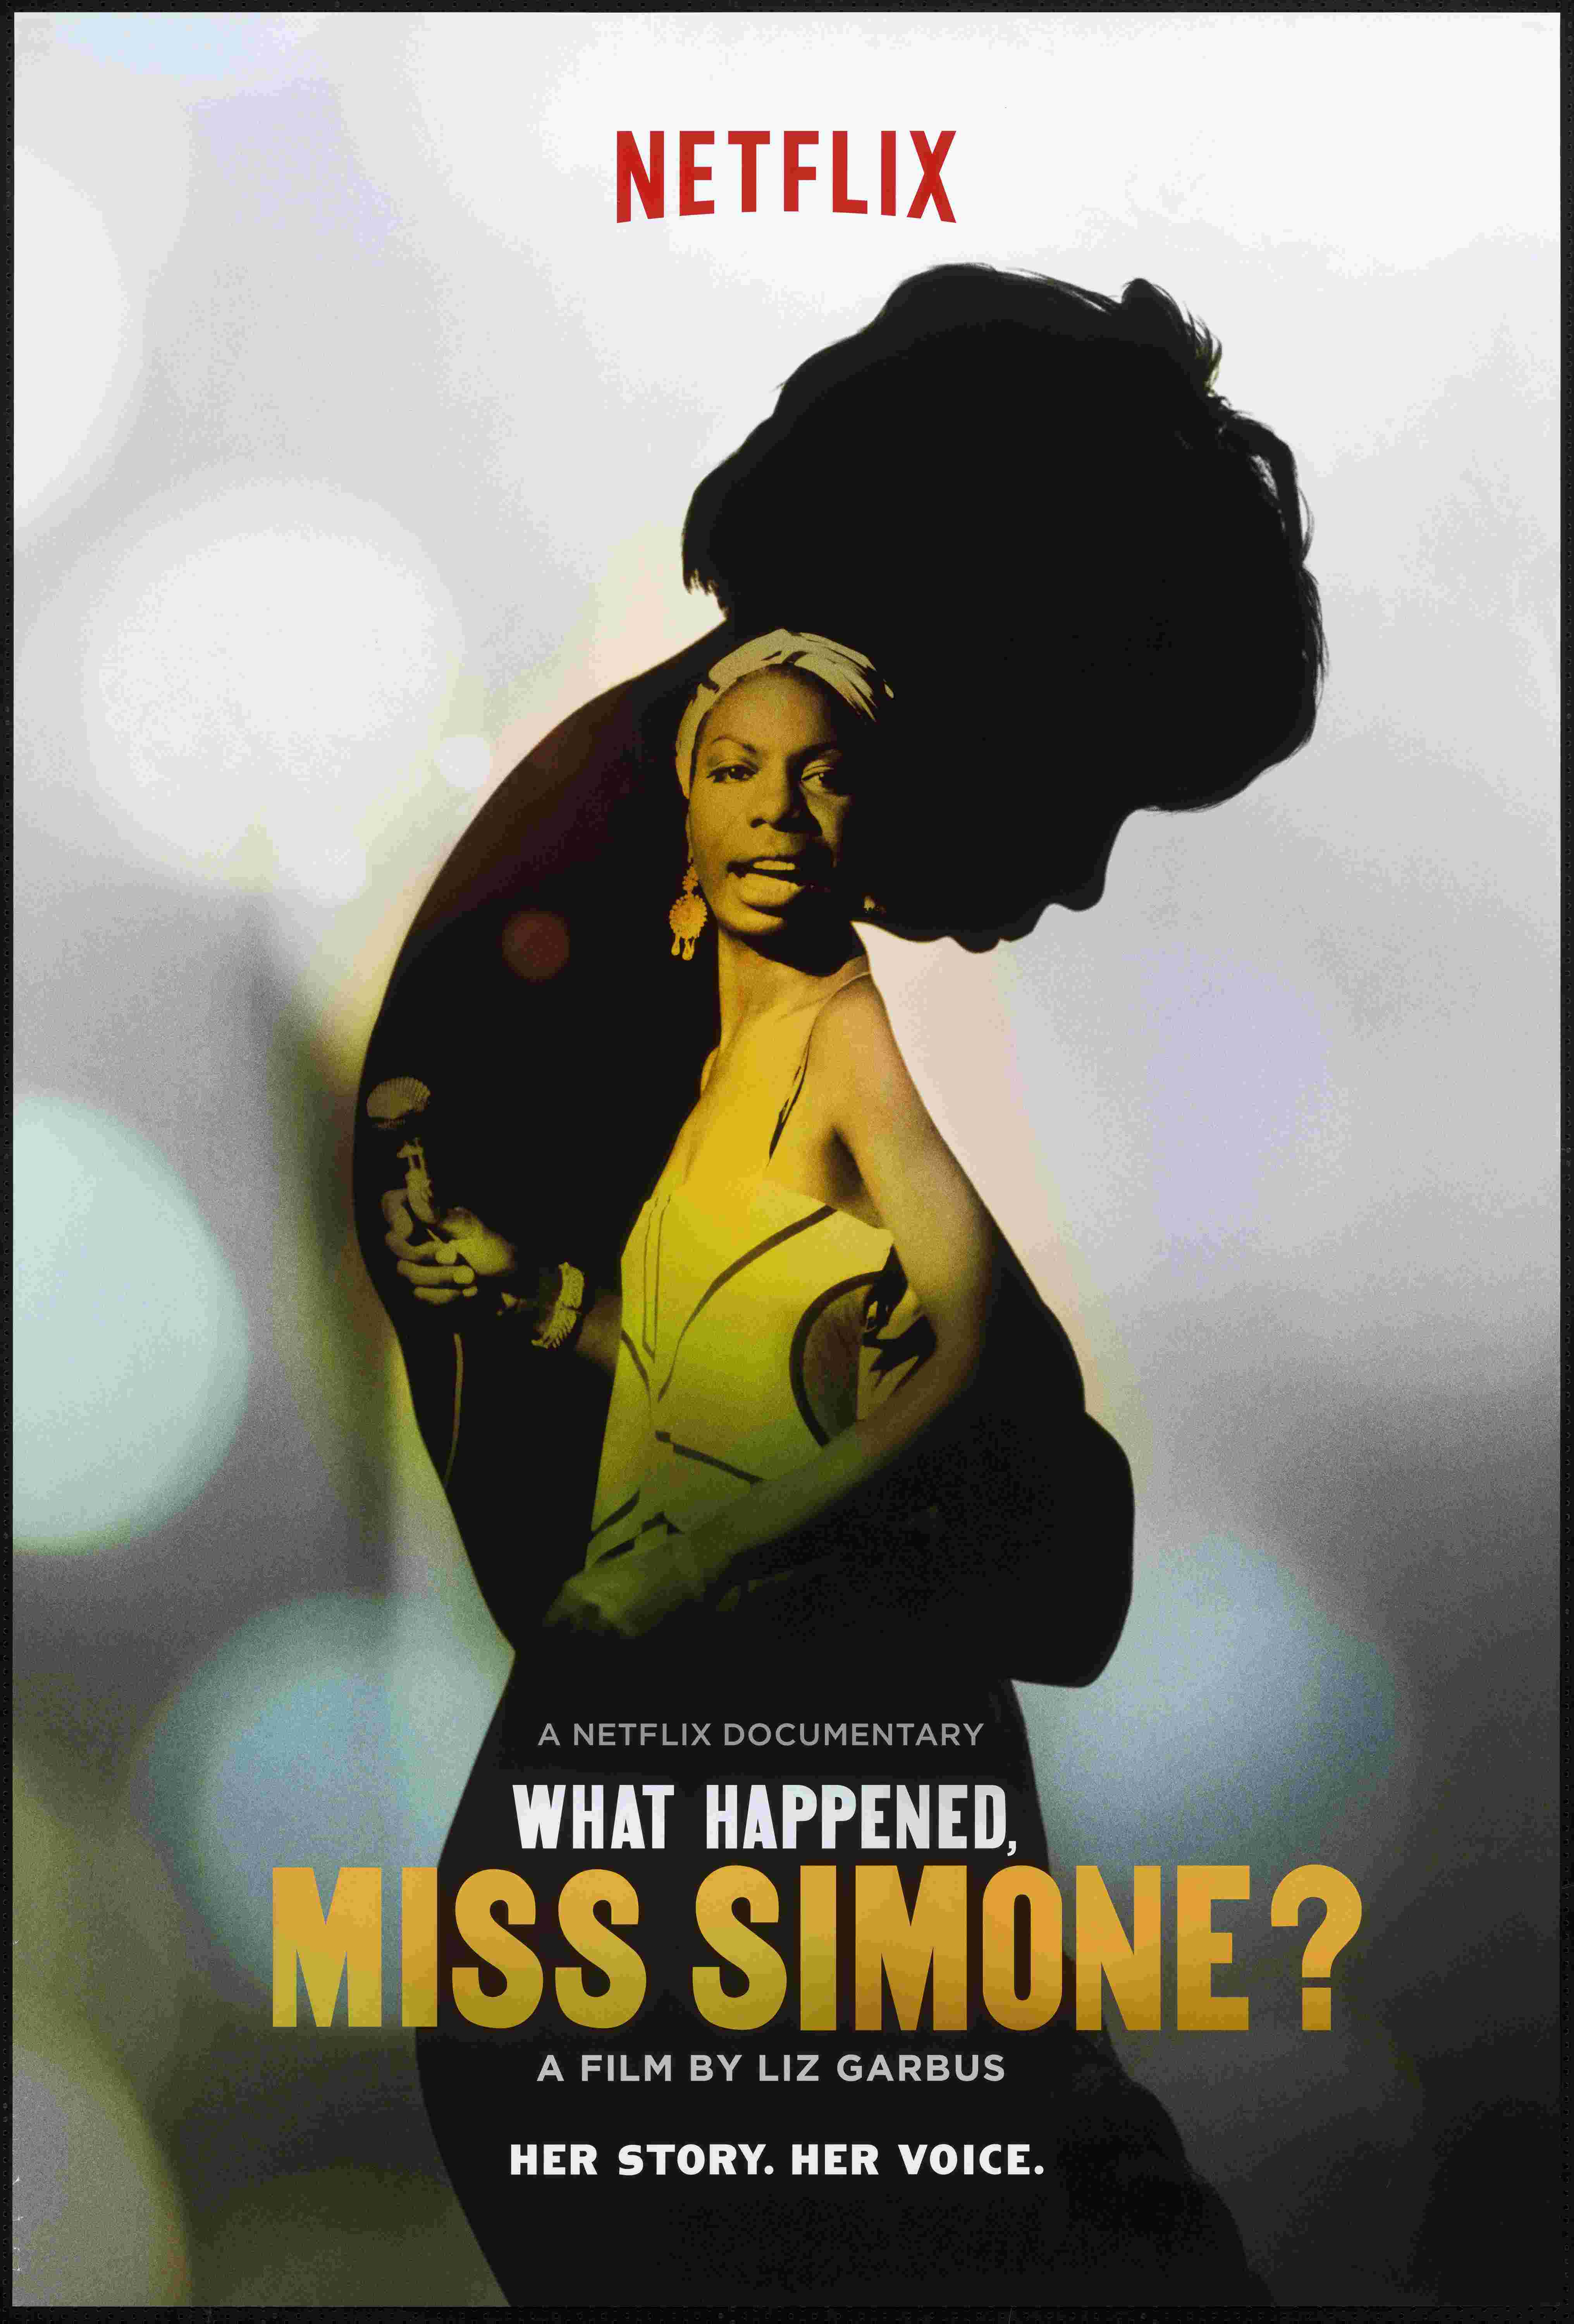 NETFLIX
A NETFLIX DOCUMENTARY
WHAT HAPPENED,
MISS SIMONE?
A FILM BY LIZ GARBUS
HER STORY. HER VOICE.